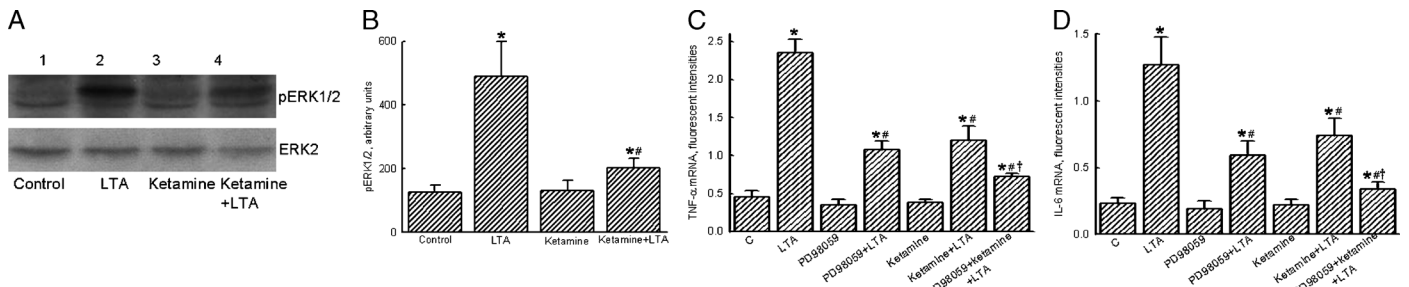 A
1 2 3 4
pERK1/2
ERK2
Control LTA Ketamine Ketamine
+LTA
B
pERK1/2, arbitrary units
600
400
200
0
*
*#
Control LTA Ketamine Ketamine+LTA
C
TNF-α mRNA, fluorescent intensities
2.5
2.0
1.5
1.0
0.5
0.0
*
*#
*#
*#†
C
LTA
PD98059
PD98059+LTA
Ketamine
Ketamine+LTA
PD98059+ketamine
+LTA
D
IL-6 mRNA, fluorescent intensities
1.5
1.0
0.5
0.0
*
*#
*#
*#†
C
LTA
PD98059
PD98059+LTA
Ketamine
Ketamine+LTA
PD98059+ketamine
+LTA